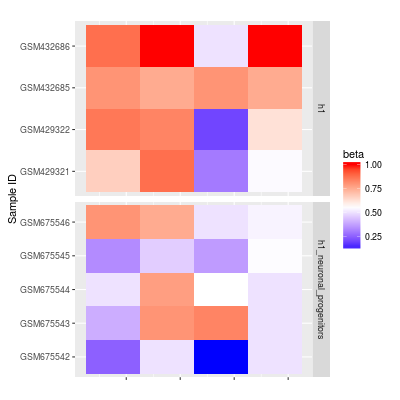 Sample ID
GSM432686
GSM432685
GSM429322
GSM429321
h1
GSM675546
GSM675545
GSM675544
GSM675543
GSM675542
h1_neuronal_progenitors
beta
1.00
0.75
0.50
0.25